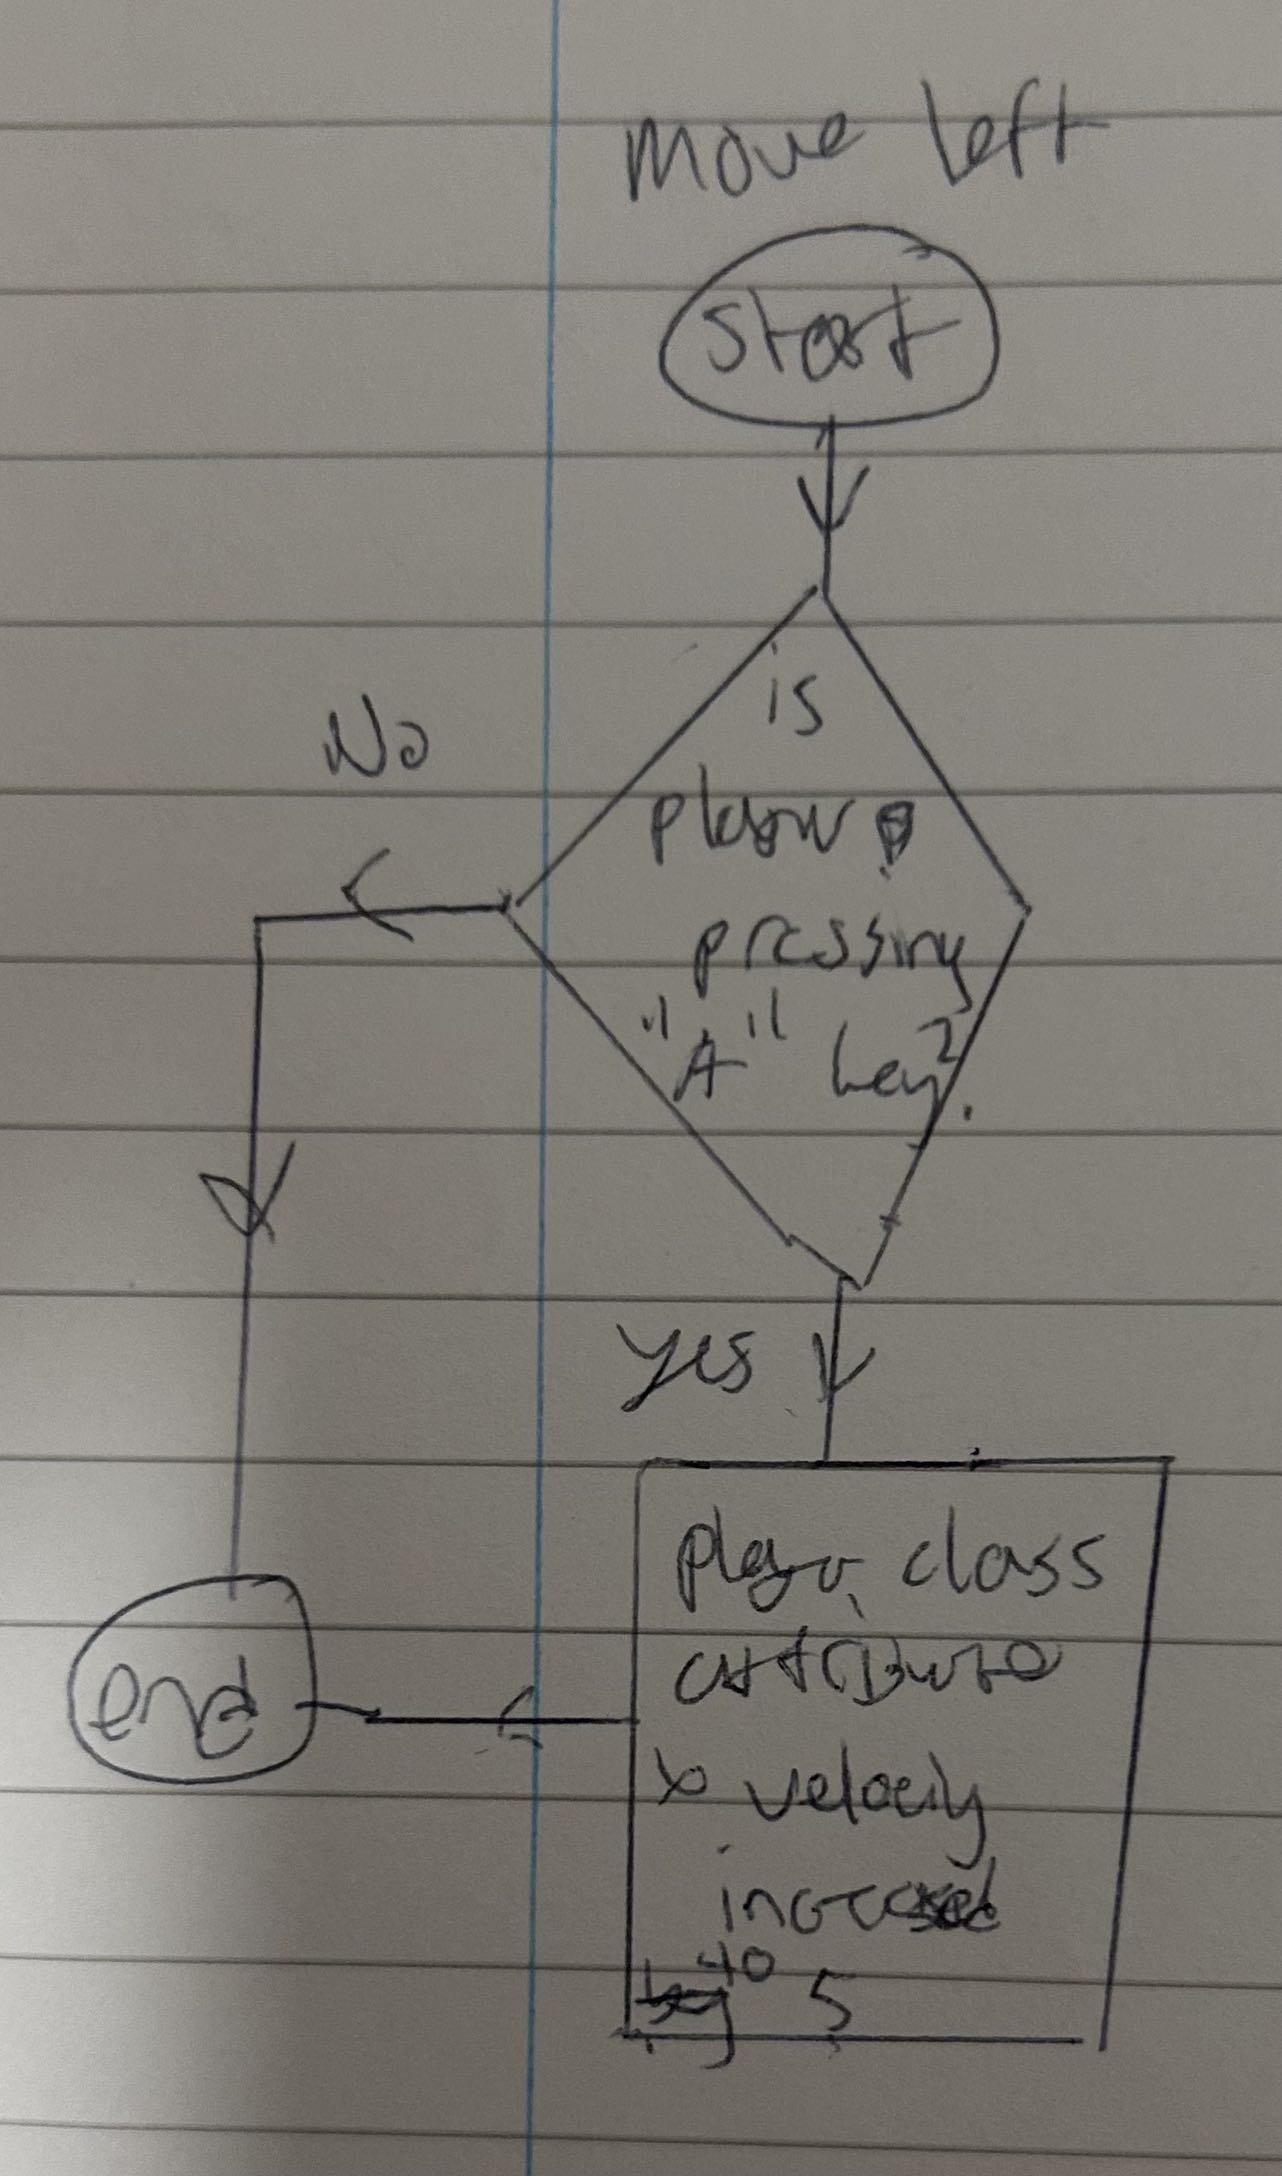 move left
start
is
player
pressing
"A" key?
No
yes
player class
attribute
x velocity
increased
to 5
end